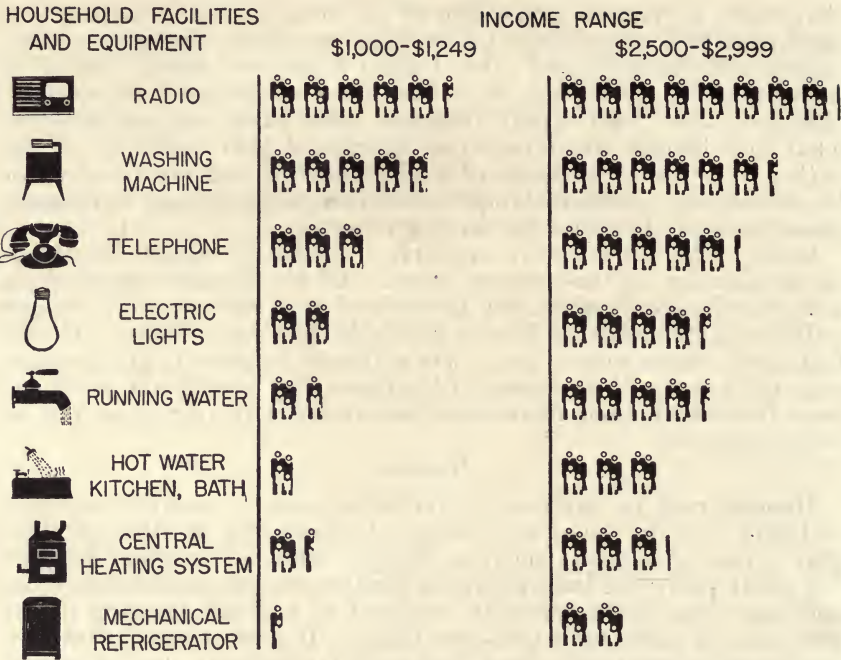 HOUSEHOLD FACILITIES
AND EQUIPMENT
INCOME RANGE
$1,000-$1,249
$2,500-$2,999
RADIO
WASHING
MACHINE
TELEPHONE
ELECTRIC
LIGHTS
RUNNING WATER
HOT WATER
KITCHEN, BATH
CENTRAL
HEATING SYSTEM
MECHANICAL
REFRIGERATOR